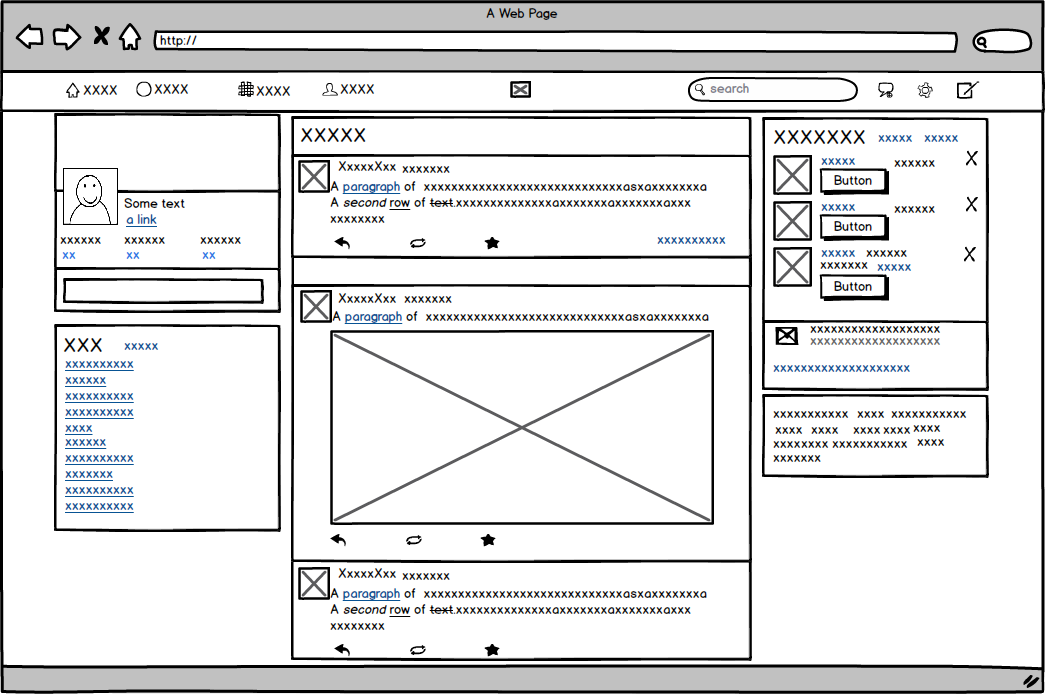 A Web Page
http://
XXXX XXXX XXXX XXXX search
Some text
a link
xxxxxx xxxxxx xxxxxx
xx xx xx
XXX xxxxx
xxxxxxxxxx
xxxxxx
xxxxxxxxxx
xxxxxxxxxx
xxxx
xxxxxx
xxxxxxxxxx
xxxxxxx
xxxxxxxxxx
xxxxxxxxxx
XXXXX
XxxxxXxx xxxxxxx
A paragraph of xxxxxxxxxxxxxxxxxxxxxxxxxxxxxasxaxxxxxxxa
A second row of text.xxxxxxxxxxxxxxaxxxxxxxaxxxxxxxaxxx
xxxxxxxx
xxxxxxxxxx
XxxxxXxx xxxxxxx
A paragraph of xxxxxxxxxxxxxxxxxxxxxxxxxxxxxasxaxxxxxxxa
XxxxxXxx xxxxxxx
A paragraph of xxxxxxxxxxxxxxxxxxxxxxxxxxxxxasxaxxxxxxxa
A second row of text.xxxxxxxxxxxxxxaxxxxxxxaxxxxxxxaxxx
xxxxxxxx
XXXXXXX xxxxx xxxxx
xxxxx xxxxxx X
Button
xxxxx xxxxxx X
Button
xxxxx xxxxxx X
xxxxxxx xxxxx
Button
xxxxxxxxxxxxxxxxxxx
xxxxxxxxxxxxxxxxxxx
xxxxxxxxxxxxxxxxxxxx
xxxxxxxxxxx xxxx xxxxxxxxxxx
xxxx xxxx xxxx xxxx xxxx
xxxxxxxx xxxxxxxxxxx xxxx
xxxxxxx